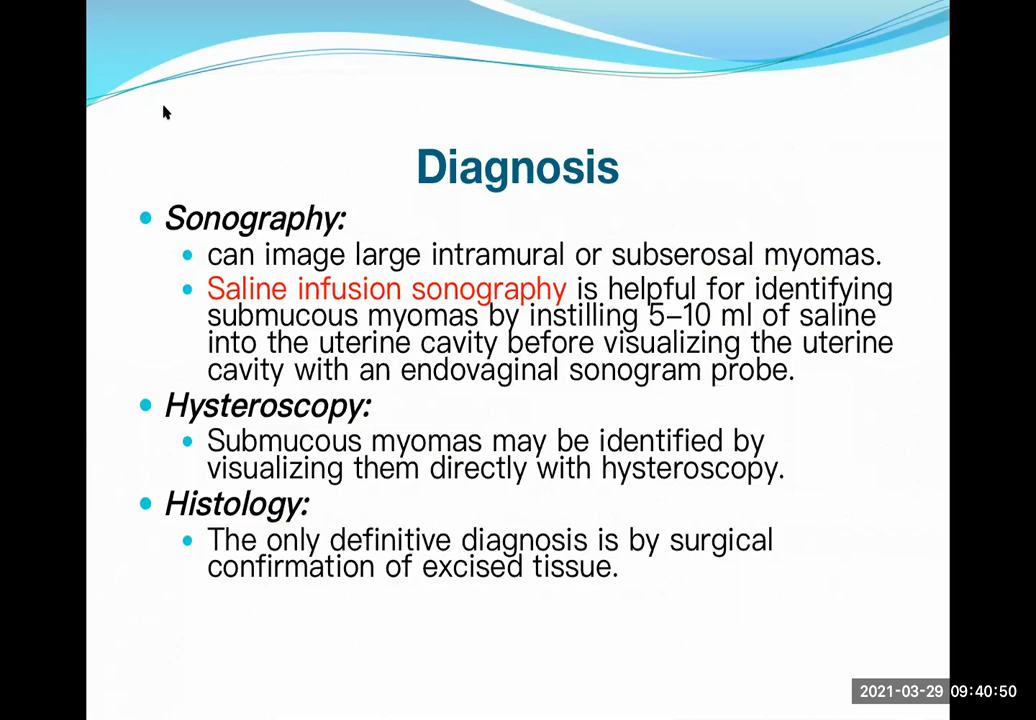 Diagnosis
• Sonography:
• can image large intramural or subserosal myomas.
• Saline infusion sonography is helpful for identifying
submucous myomas by instilling 5–10 ml of saline
into the uterine cavity before visualizing the uterine
cavity with an endovaginal sonogram probe.
• Hysteroscopy:
• Submucous myomas may be identified by
visualizing them directly with hysteroscopy.
• Histology:
• The only definitive diagnosis is by surgical
confirmation of excised tissue.
2021-03-29 09:40:50